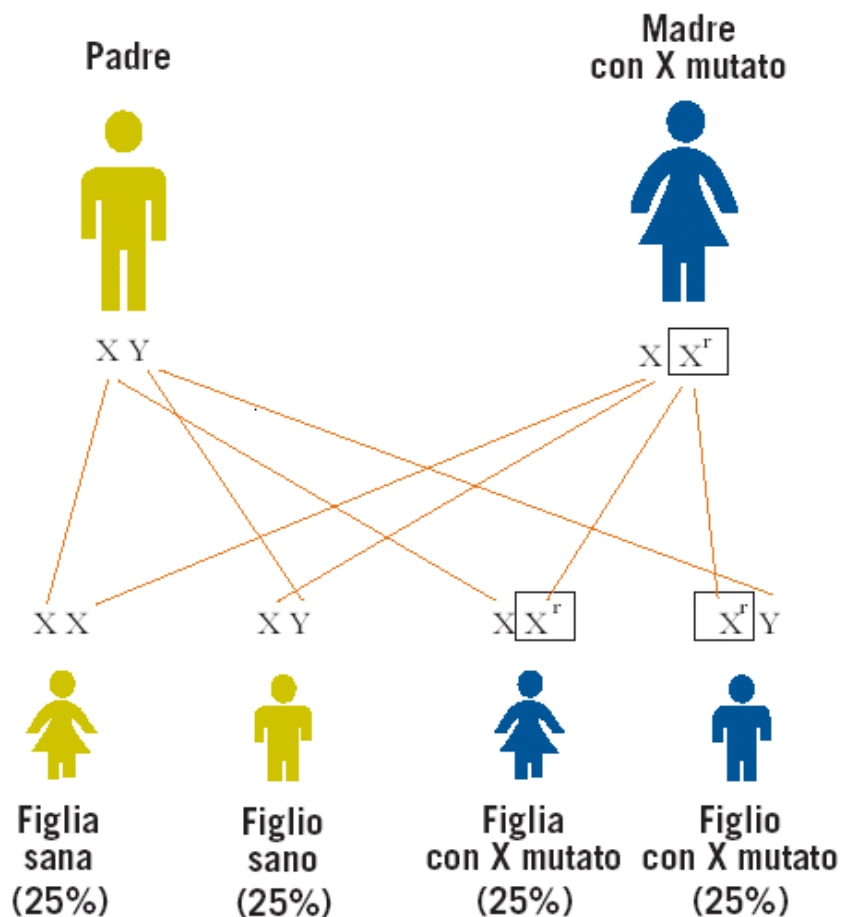 Padre
Madre
con X mutato
X Y
X X^r
X X
X Y
X X^r
X^r Y
Figlia
sana
(25%)
Figlio
sano
(25%)
Figlia
con X mutato
(25%)
Figlio
con X mutato
(25%)